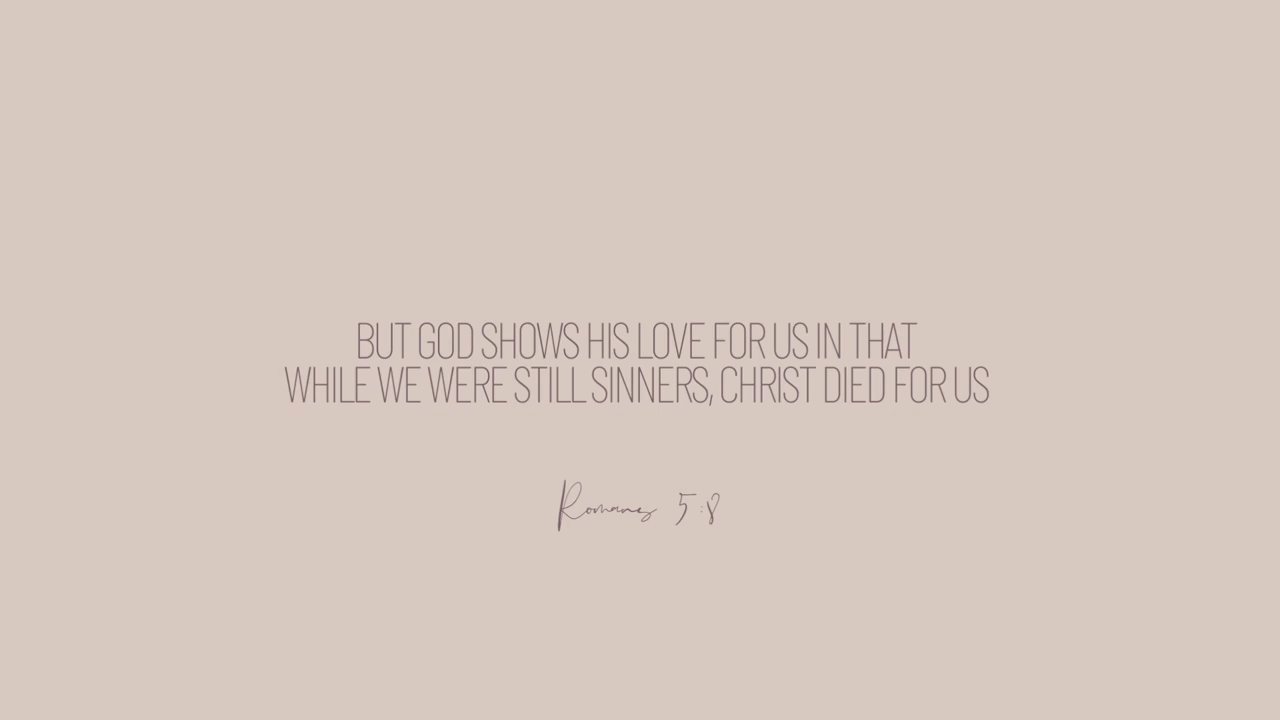 BUT GOD SHOWS HIS LOVE FOR US IN THAT
WHILE WE WERE STILL SINNERS, CHRIST DIED FOR US
Romans 5:8